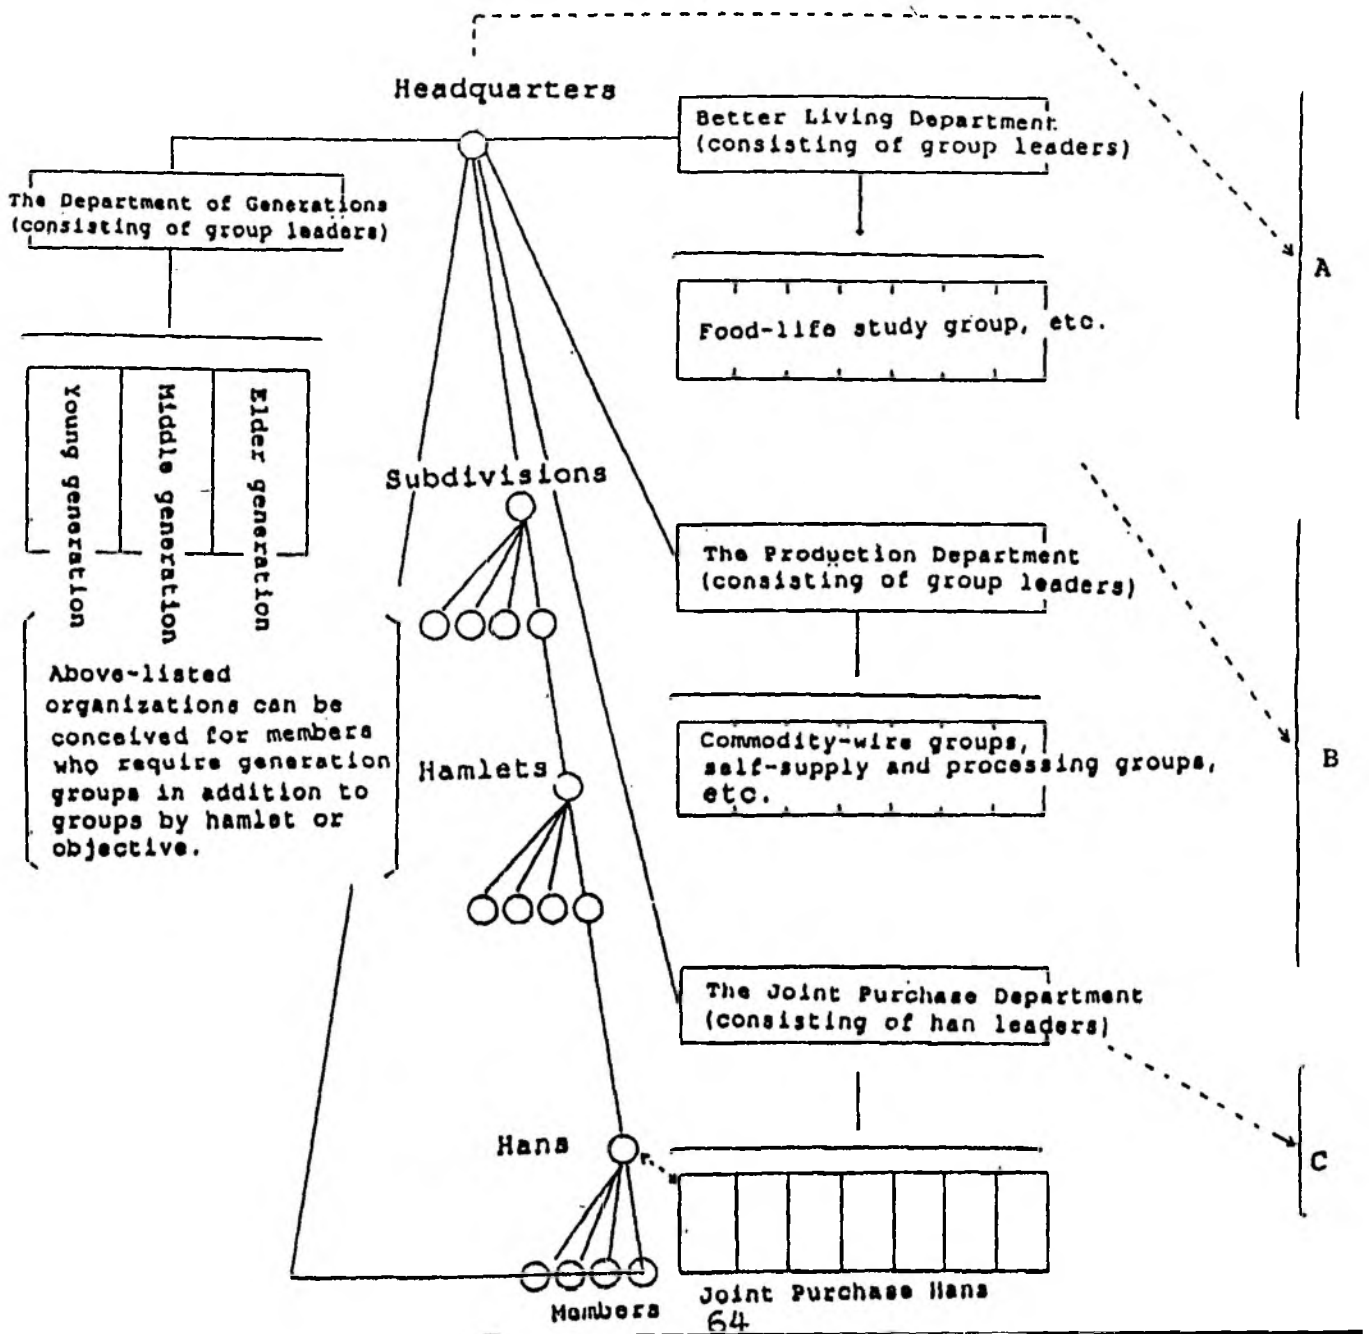 Headquarters
Better Living Department
(consisting of group leaders)
The Department of Generations
(consisting of group leaders)
A
Food-life study group, etc.
Young generation
Middle generation
Elder generation
Subdivisions
The Production Department
(consisting of group leaders)
Above-listed
organizations can be
conceived for members
who require generation
groups in addition to
groups by hamlet or
objective.
Hamlets
Commodity-wire groups,
self-supply and processing groups,
etc.
B
The Joint Purchase Department
(consisting of han leaders)
Hans
C
Members
Joint Purchase Hans
64